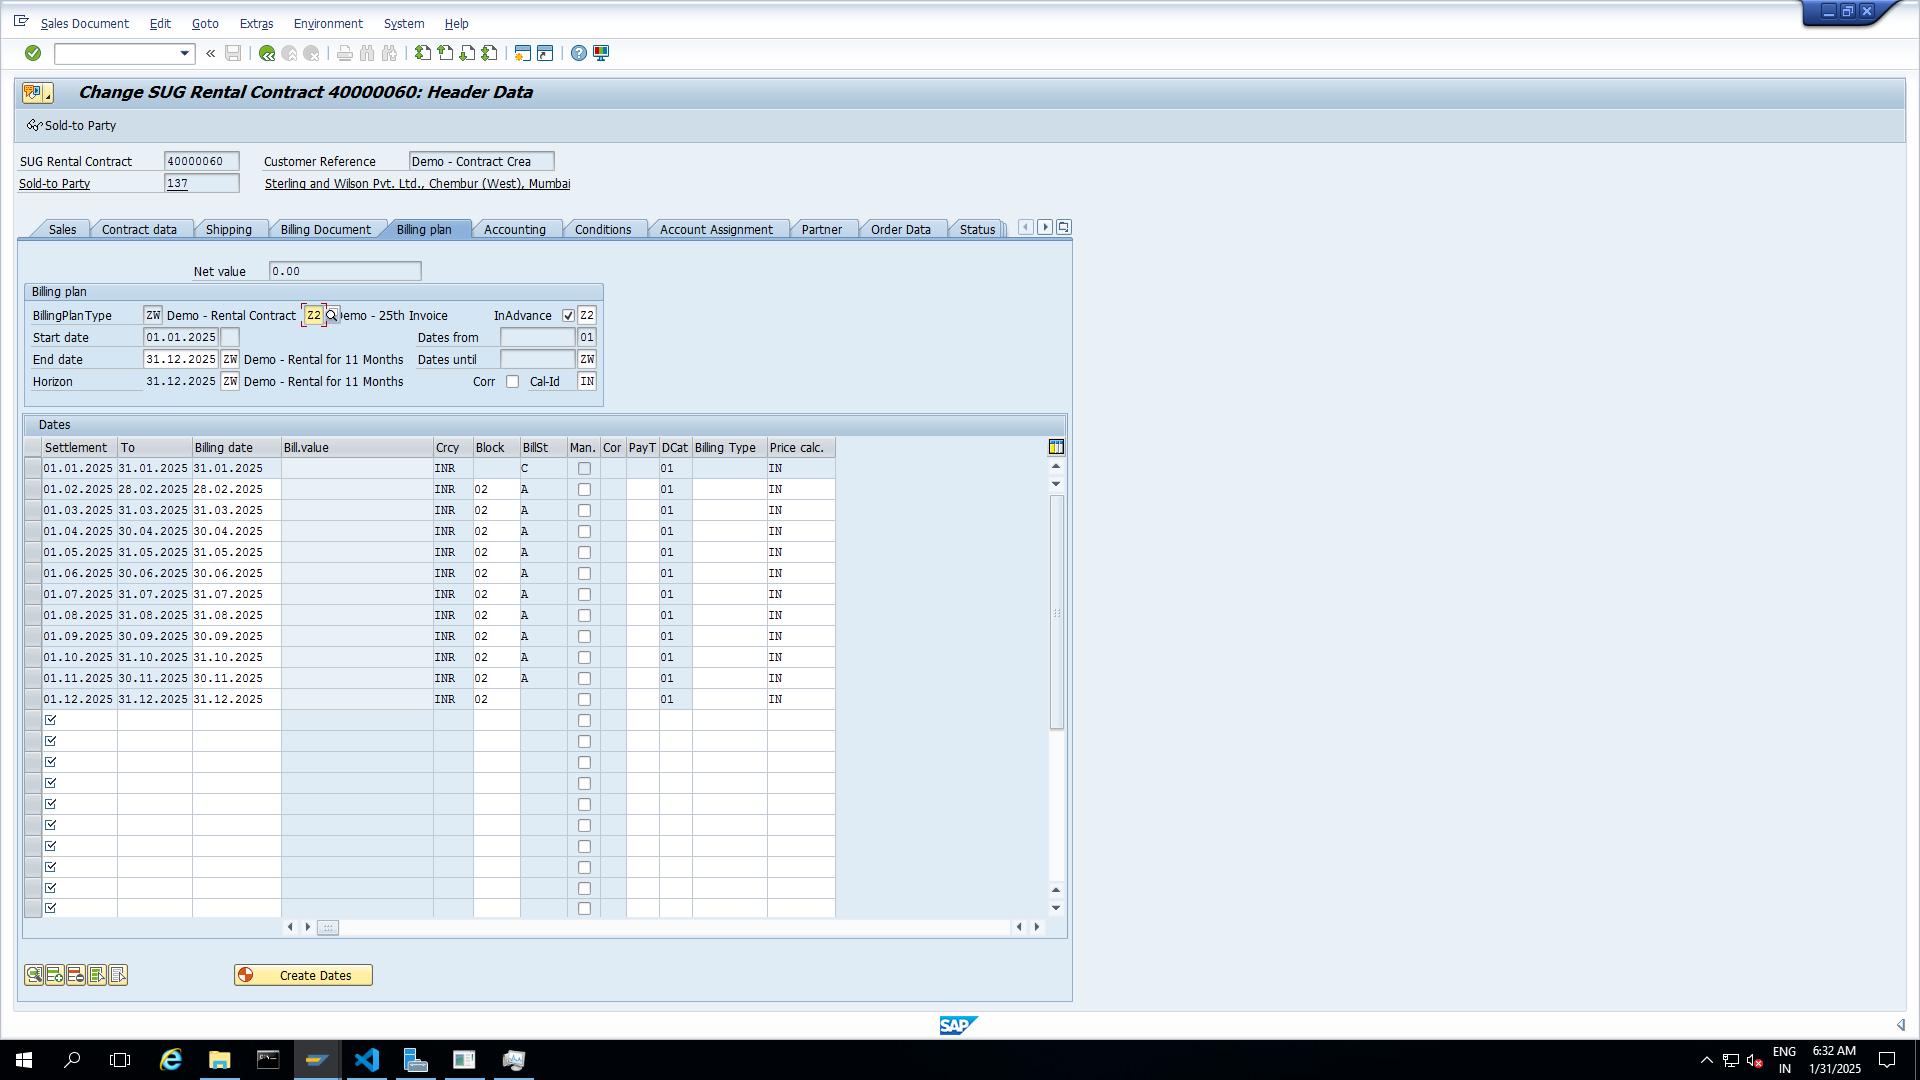 Sales Document Edit Goto Extras Environment System Help
Change SUG Rental Contract 40000060: Header Data
Sold-to Party
SUG Rental Contract 40000060 Customer Reference Demo - Contract Crea
Sold-to Party 137 Sterling and Wilson Pvt. Ltd., Chembur (West), Mumbai
Sales Contract data Shipping Billing Document Billing plan Accounting Conditions Account Assignment Partner Order Data Status
Net value 0.00
Billing plan
BillingPlanType ZW Demo - Rental Contract Z2 emo - 25th Invoice InAdvance Z2
Start date 01.01.2025 Dates from 01
End date 31.12.2025 ZW Demo - Rental for 11 Months Dates until ZW
Horizon 31.12.2025 ZW Demo - Rental for 11 Months Corr Cal-Id IN
Dates
Settlement To Billing date Bill.value Crcy Block BillSt Man. Cor PayT DCat Billing Type Price calc.
01.01.2025 31.01.2025 31.01.2025 INR C 01 IN
01.02.2025 28.02.2025 28.02.2025 INR 02 A 01 IN
01.03.2025 31.03.2025 31.03.2025 INR 02 A 01 IN
01.04.2025 30.04.2025 30.04.2025 INR 02 A 01 IN
01.05.2025 31.05.2025 31.05.2025 INR 02 A 01 IN
01.06.2025 30.06.2025 30.06.2025 INR 02 A 01 IN
01.07.2025 31.07.2025 31.07.2025 INR 02 A 01 IN
01.08.2025 31.08.2025 31.08.2025 INR 02 A 01 IN
01.09.2025 30.09.2025 30.09.2025 INR 02 A 01 IN
01.10.2025 31.10.2025 31.10.2025 INR 02 A 01 IN
01.11.2025 30.11.2025 30.11.2025 INR 02 A 01 IN
01.12.2025 31.12.2025 31.12.2025 INR 02 01 IN
Create Dates
SAP
ENG 6:32 AM
IN 1/31/2025